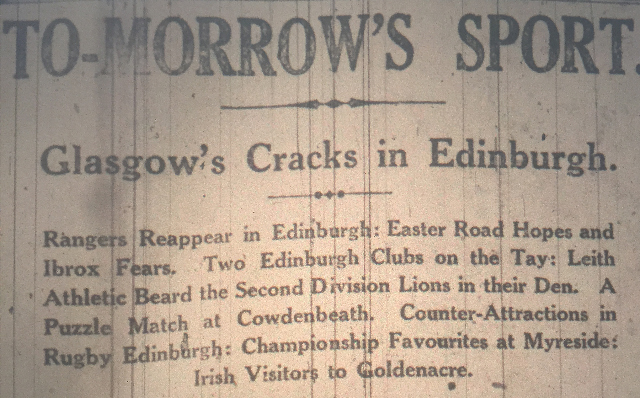 TO-MORROW'S SPORT.
Glasgow's Cracks in Edinburgh.
Rangers Reappear in Edinburgh: Easter Road Hopes and
Ibrox Fears. Two Edinburgh Clubs on the Tay: Leith
Athletic Beard the Second Division Lions in their Den. A
Puzzle Match at Cowdenbeath. Counter-Attractions in
Rugby Edinburgh: Championship Favourites at Myreside:
Irish Visitors to Goldenacre.